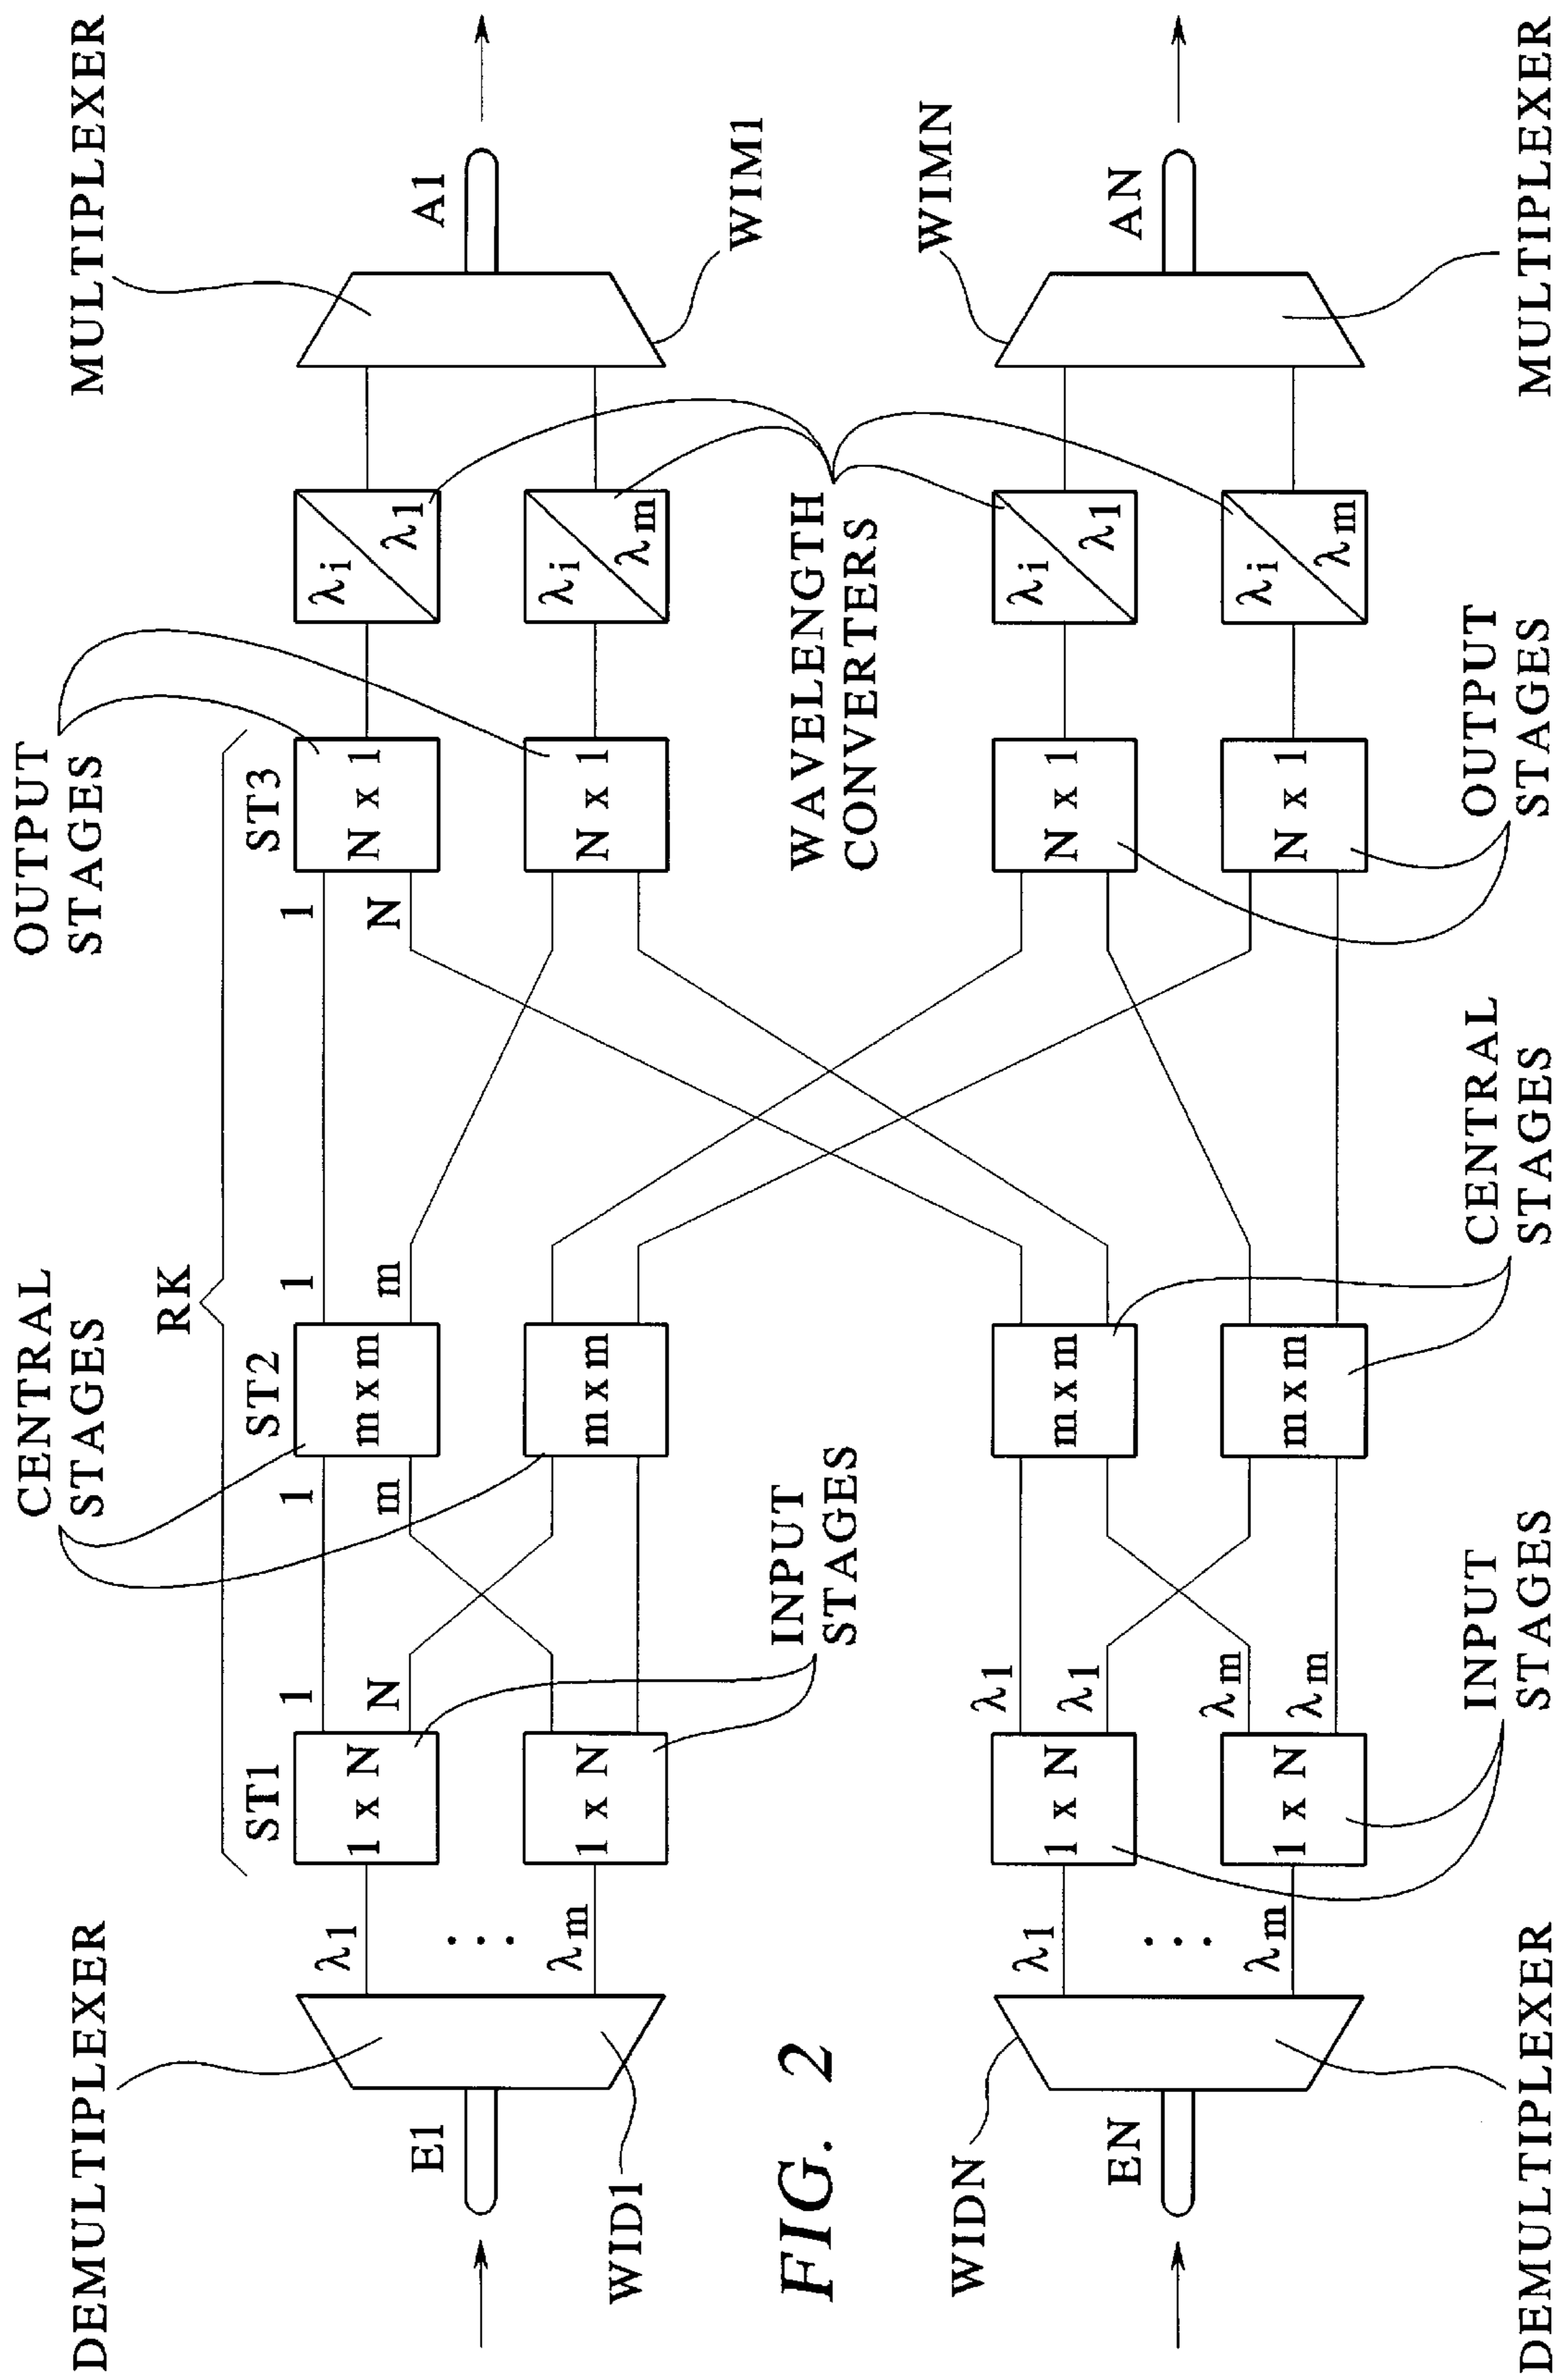 DEMULTIPLEXER
CENTRAL
STAGES
OUTPUT
STAGES
MULTIPLEXER
RK
ST1
ST2
ST3
E1
λ1
1 x N
1
N
1
m
m x m
1
m
1
N
N x 1
λi
λ1
A1
...
λm
1 x N
m x m
N x 1
λi
λm
WID1
WIM1
INPUT
STAGES
WAVELENGTH
CONVERTERS
FIG. 2
WIDN
WIMN
EN
λ1
1 x N
λ1
λ1
m x m
N x 1
λi
λ1
AN
...
λm
1 x N
λm
λm
m x m
N x 1
λi
λm
DEMULTIPLEXER
INPUT
STAGES
CENTRAL
STAGES
OUTPUT
STAGES
MULTIPLEXER